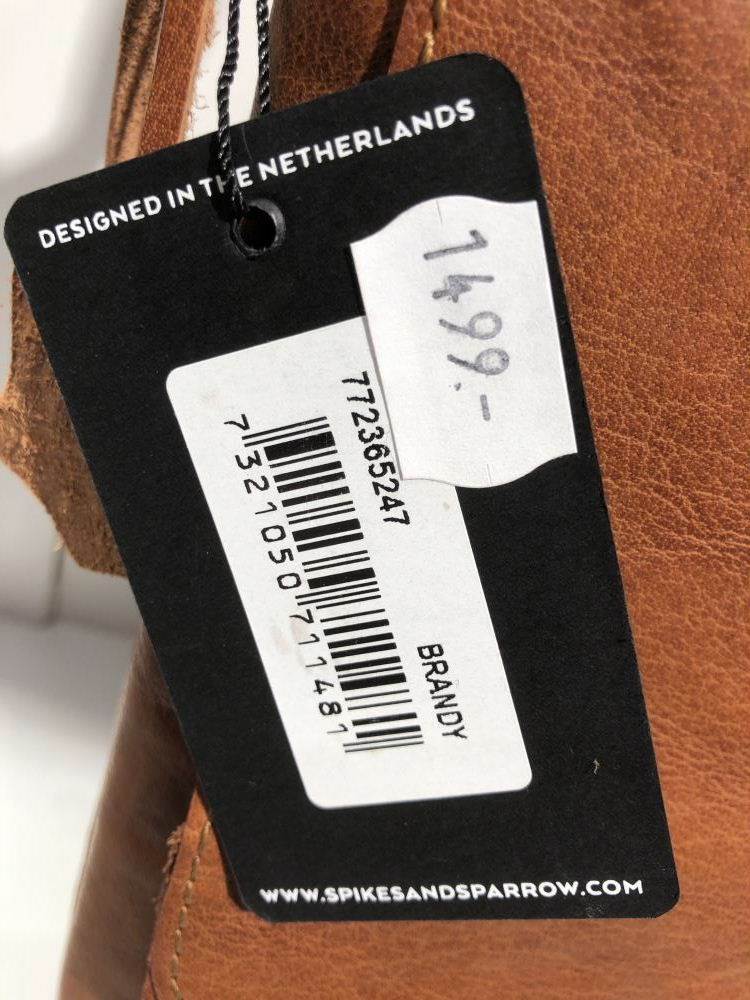 DESIGNED IN THE NETHERLANDS
1499.-
772365247
7 321050 711481
BRANDY
WWW.SPIKESANDSPARROW.COM